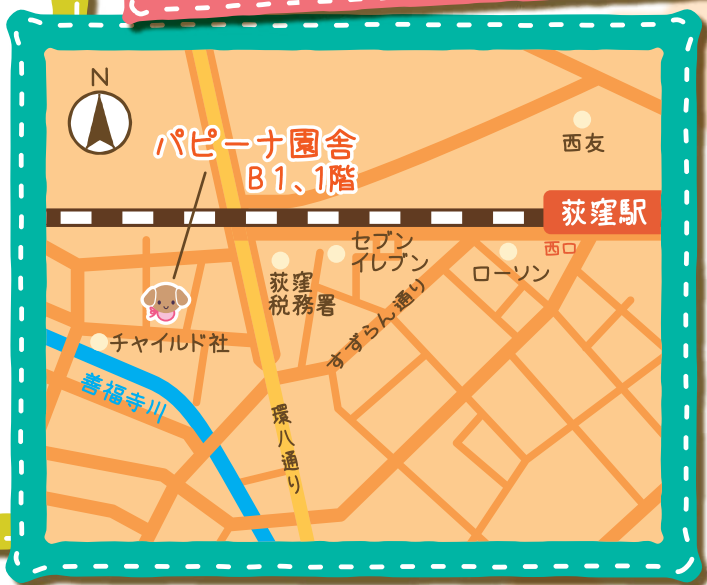 N
パピーナ園舎
B1、1階
西友
荻窪駅
西口
セブン
イレブン
ローソン
荻窪
税務署
すずらん通り
チャイルド社
善福寺川
環八通り